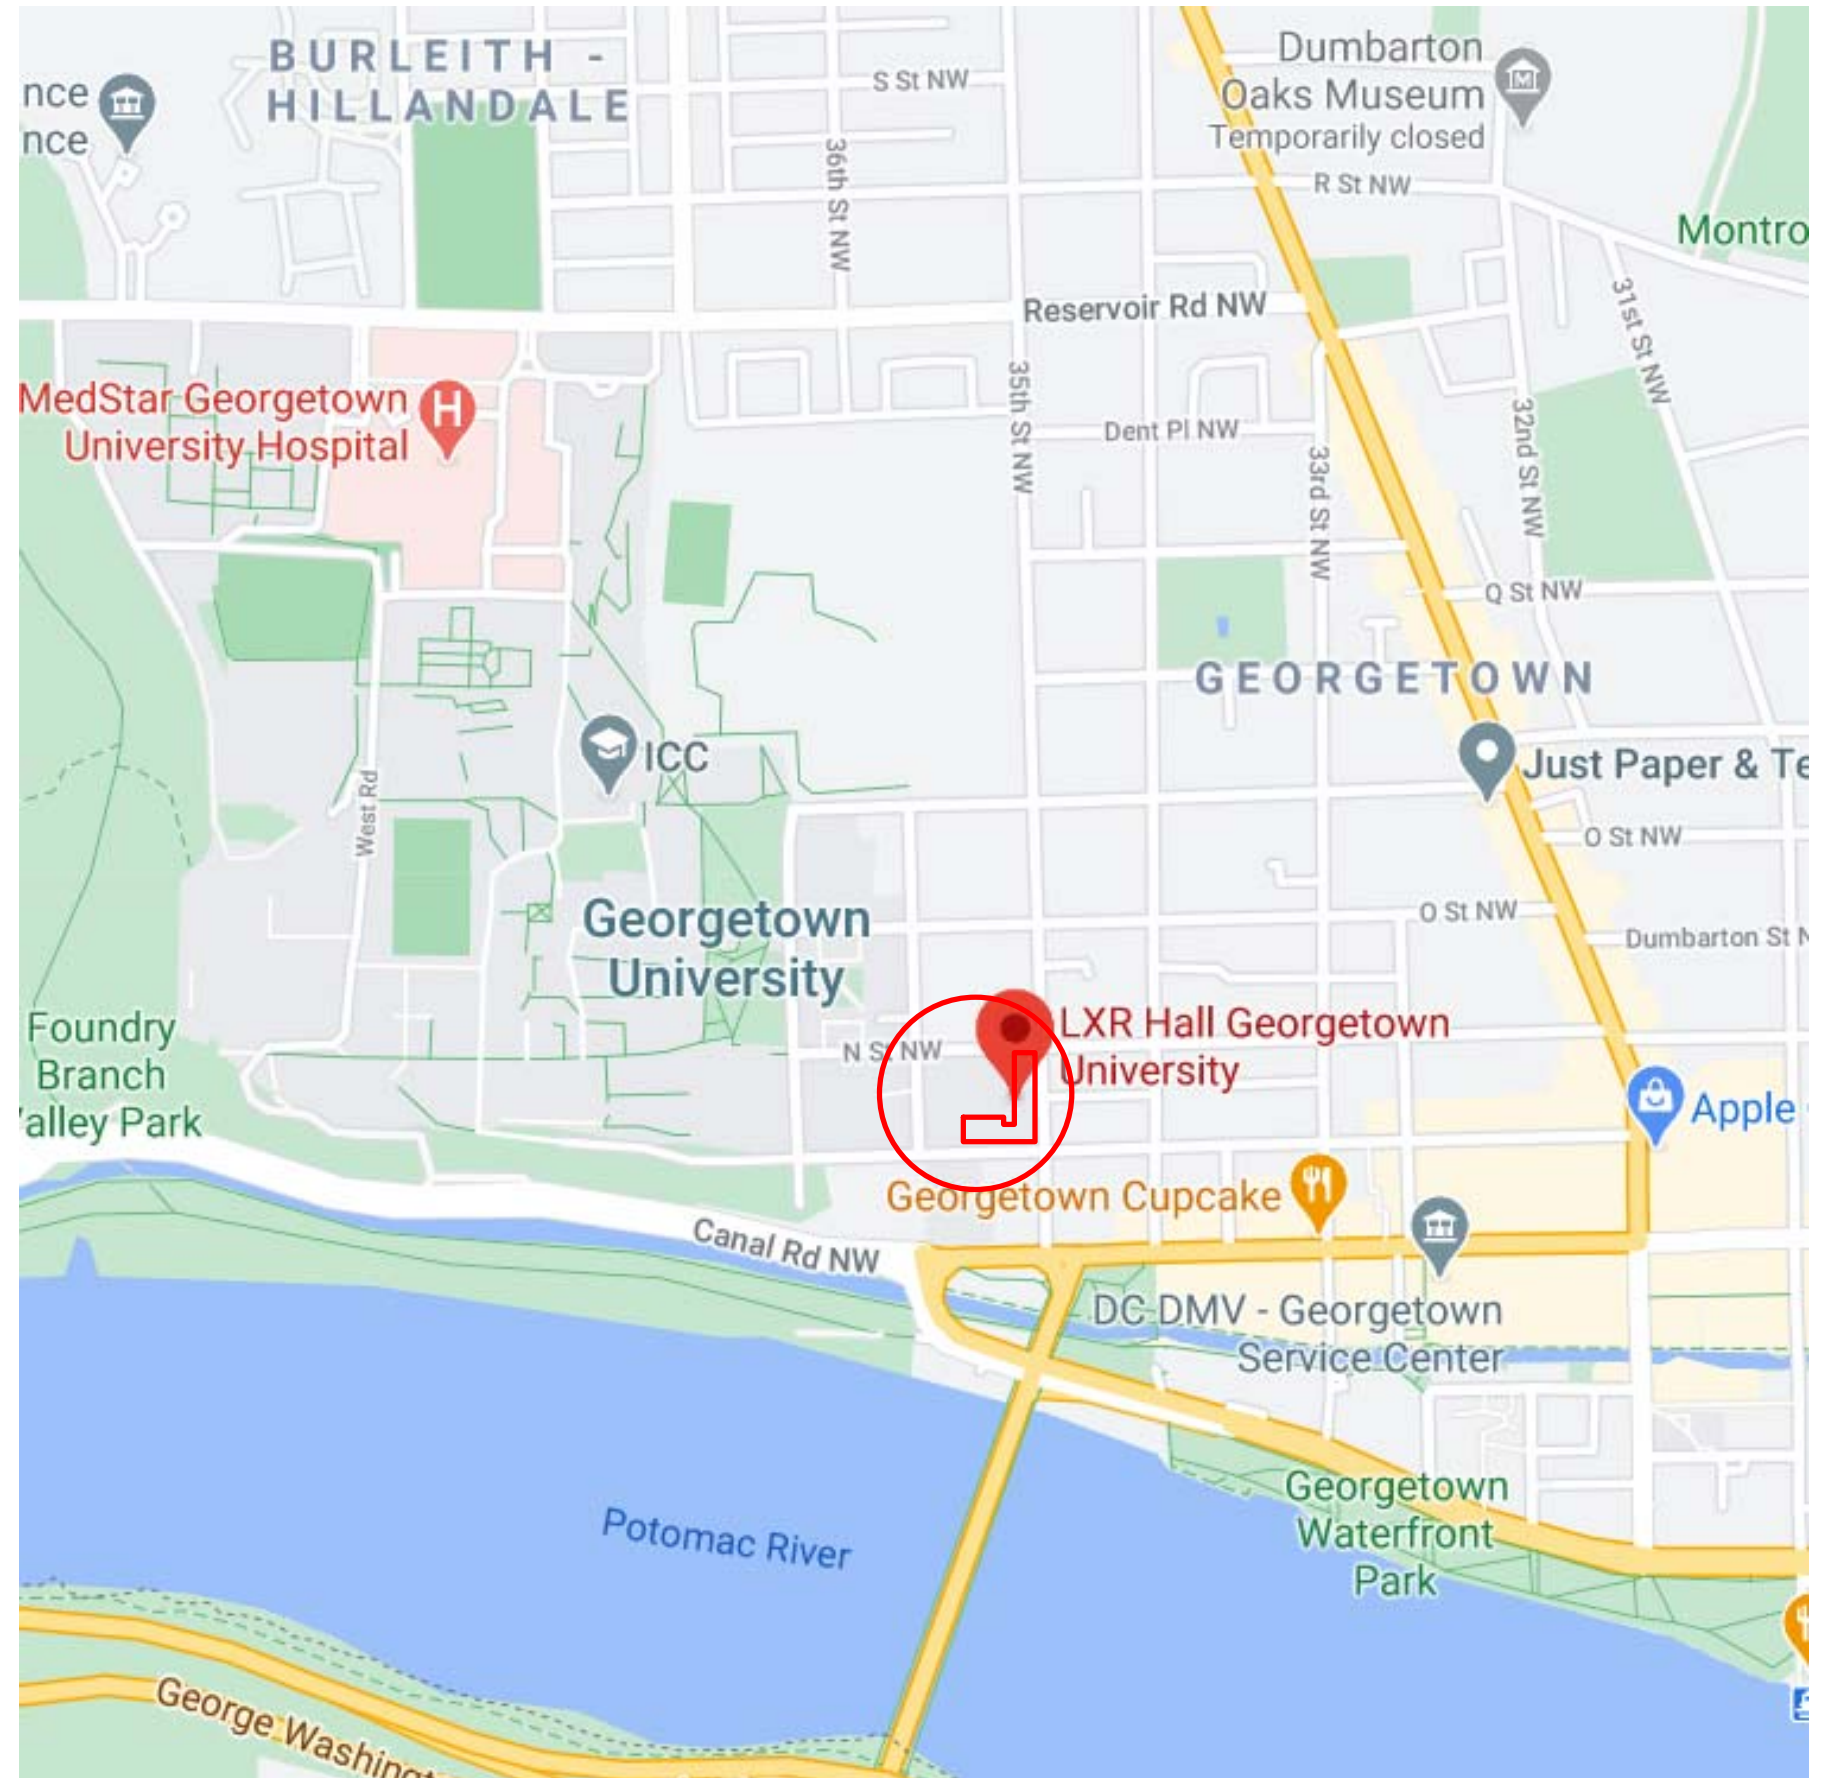 BURLEITH -
HILLANDALE
nce
nce
S St NW
Dumbarton
Oaks Museum
Temporarily closed
36th St NW
R St NW
Montro
Reservoir Rd NW
31st St NW
MedStar Georgetown
University Hospital
35th St NW
Dent Pl NW
33rd St NW
32nd St NW
Q St NW
GEORGETOWN
ICC
Just Paper & Te
West Rd
O St NW
Georgetown
University
O St NW
Dumbarton St N
Foundry
Branch
alley Park
N St NW
LXR Hall Georgetown
University
Apple
Georgetown Cupcake
Canal Rd NW
DC DMV - Georgetown
Service Center
Georgetown
Waterfront
Park
Potomac River
George Washingt